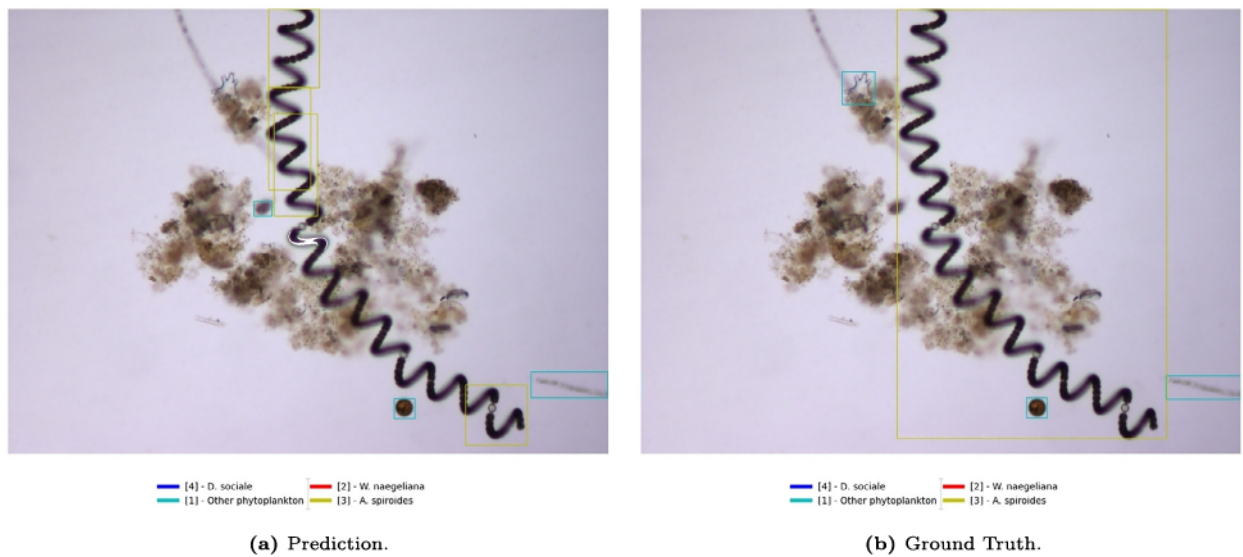 [4] - D. sociale [2] - W. naegeliana
[1] - Other phytoplankton [3] - A. spiroides
[4] - D. sociale [2] - W. naegeliana
[1] - Other phytoplankton [3] - A. spiroides
(a) Prediction.
(b) Ground Truth.